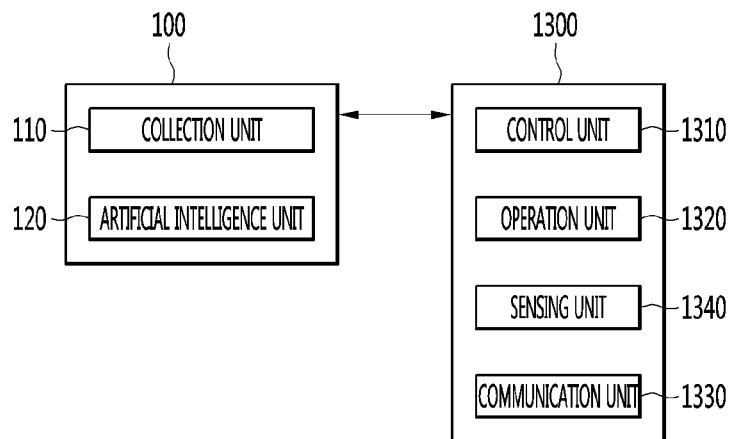 100
1300
110
COLLECTION UNIT
120
ARTIFICIAL INTELLIGENCE UNIT
CONTROL UNIT
1310
OPERATION UNIT
1320
SENSING UNIT
1340
COMMUNICATION UNIT
1330